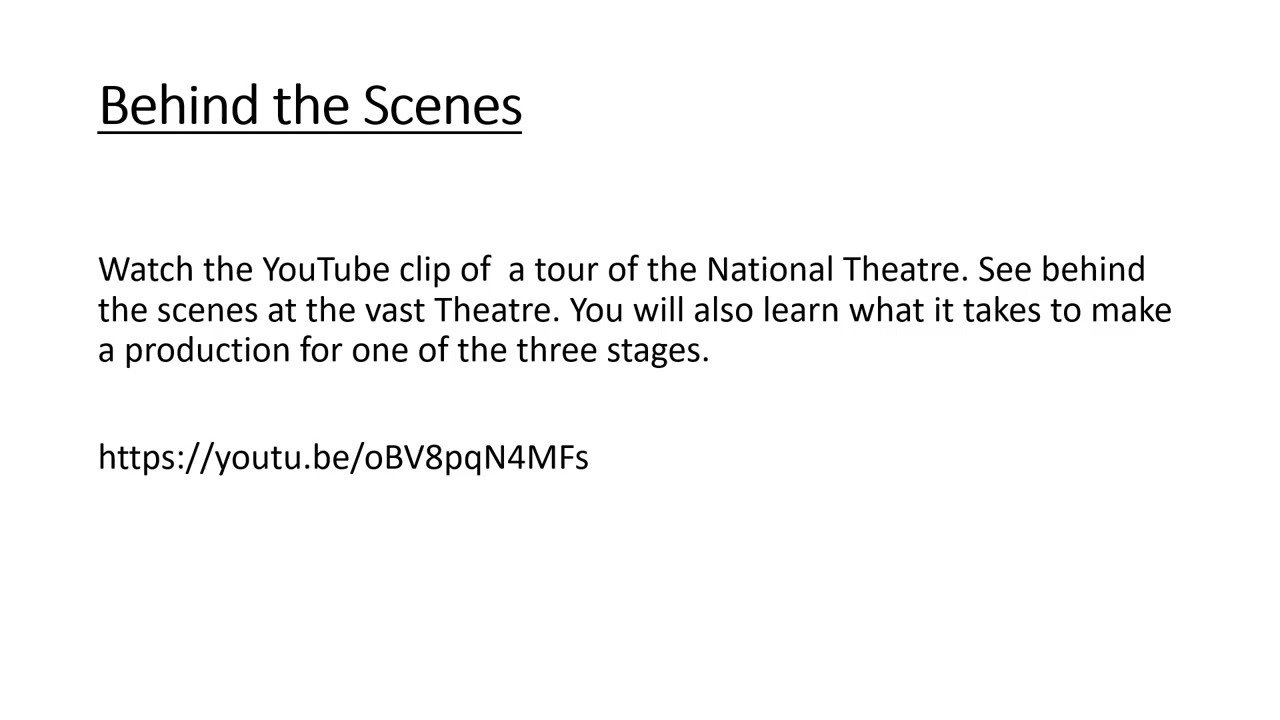 Behind the Scenes
Watch the YouTube clip of  a tour of the National Theatre. See behind
the scenes at the vast Theatre. You will also learn what it takes to make
a production for one of the three stages.
https://youtu.be/oBV8pqN4MFs